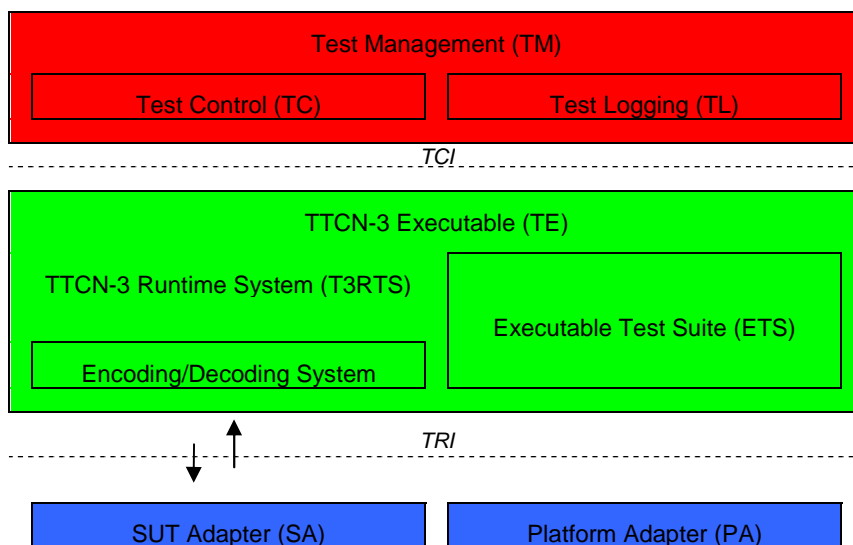 Test Management (TM)
Test Control (TC)
Test Logging (TL)
TCI
TTCN-3 Executable (TE)
TTCN-3 Runtime System (T3RTS)
Executable Test Suite (ETS)
Encoding/Decoding System
TRI
SUT Adapter (SA)
Platform Adapter (PA)